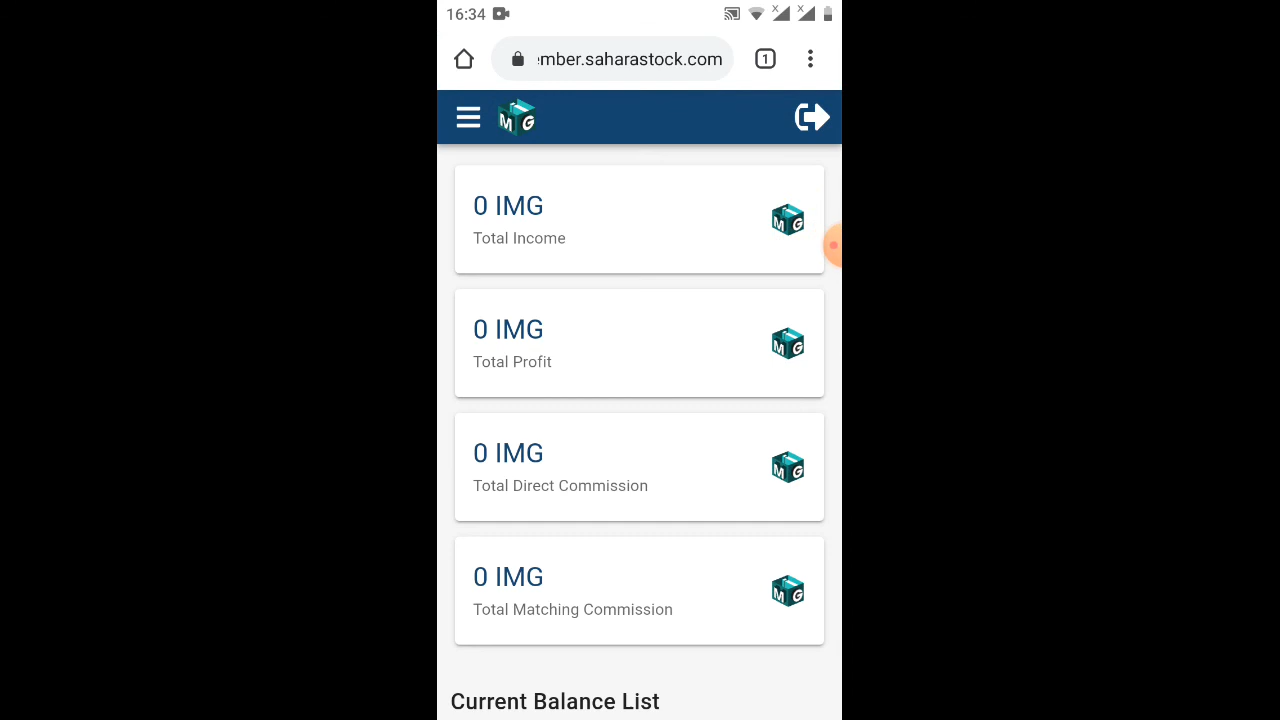 16:34
1
:mber.saharastock.com
M G
0 IMG
Total Income
M G
0 IMG
Total Profit
M G
0 IMG
Total Direct Commission
M G
0 IMG
Total Matching Commission
M G
Current Balance List